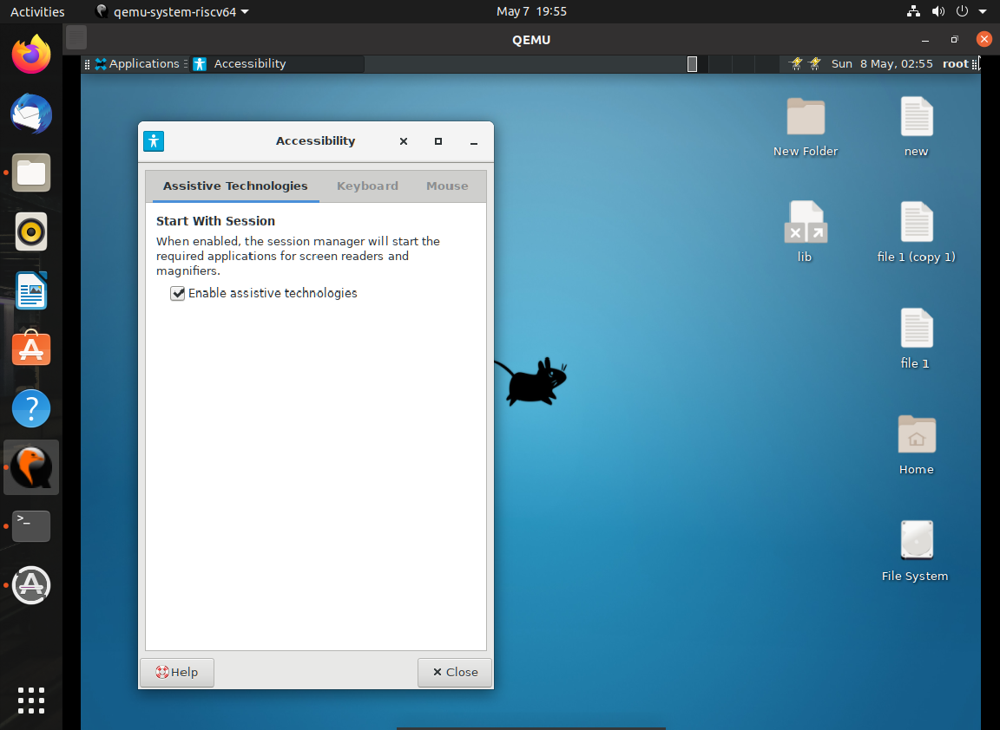 Activities
qemu-system-riscv64
May 7 19:55
QEMU
Applications
Accessibility
Sun 8 May, 02:55
root
Accessibility
Assistive Technologies
Keyboard
Mouse
Start With Session
When enabled, the session manager will start the
required applications for screen readers and
magnifiers.
Enable assistive technologies
Help
Close
New Folder
new
lib
file 1 (copy 1)
file 1
Home
File System
>_